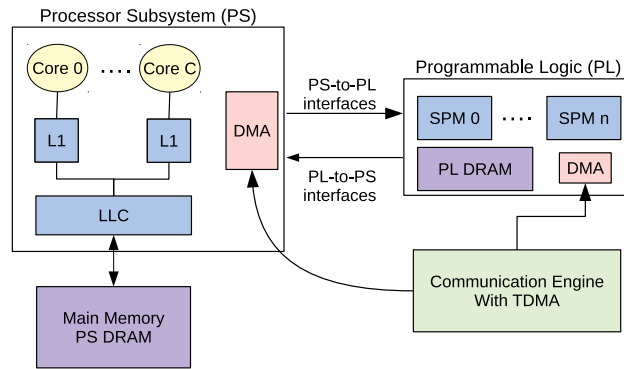 Processor Subsystem (PS)
Core 0
Core C
L1
L1
DMA
LLC
Main Memory
PS DRAM
PS-to-PL
interfaces
PL-to-PS
interfaces
Programmable Logic (PL)
SPM 0
SPM n
PL DRAM
DMA
Communication Engine
With TDMA